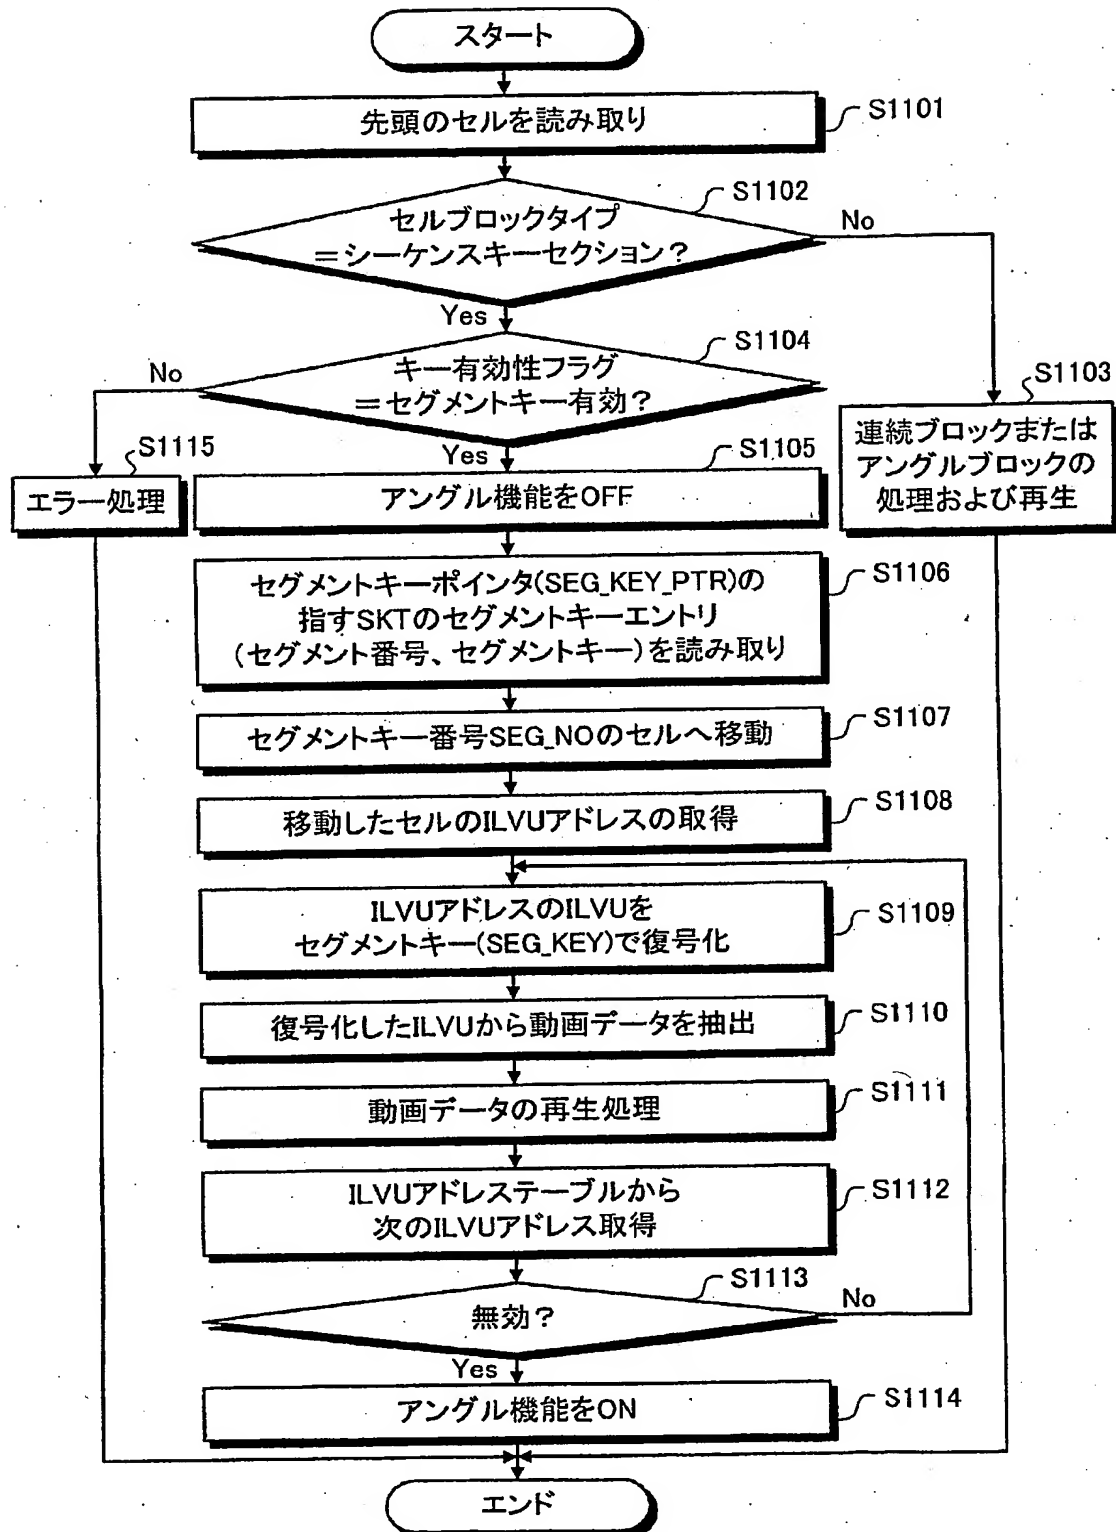 スタート
先頭のセルを読み取り
S1101
S1102
セルブロックタイプ
=シーケンスキーセクション?
No
Yes
S1104
キー有効性フラグ
=セグメントキー有効?
No
S1103
連続ブロックまたは
アングルブロックの
処理および再生
S1115
エラー処理
Yes
S1105
アングル機能をOFF
セグメントキーポインタ(SEG_KEY_PTR)の
指すSKTのセグメントキーエントリ
(セグメント番号、セグメントキー)を読み取り
S1106
セグメントキー番号SEG_NOのセルへ移動
S1107
移動したセルのILVUアドレスの取得
S1108
ILVUアドレスのILVUを
セグメントキー(SEG_KEY)で復号化
S1109
復号化したILVUから動画データを抽出
S1110
動画データの再生処理
S1111
ILVUアドレステーブルから
次のILVUアドレス取得
S1112
S1113
無効?
No
Yes
アングル機能をON
S1114
エンド